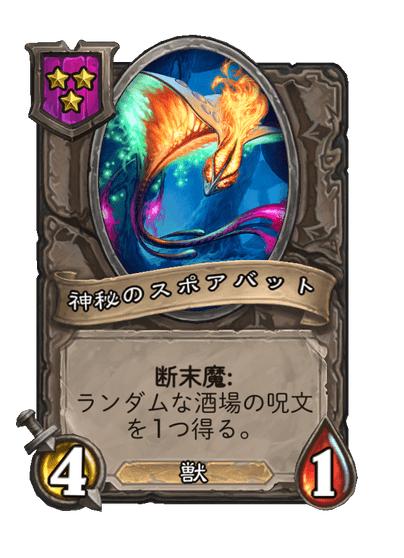 神秘のスポアバット
断末魔:
ランダムな酒場の呪文
を1つ得る。
4
獣
1